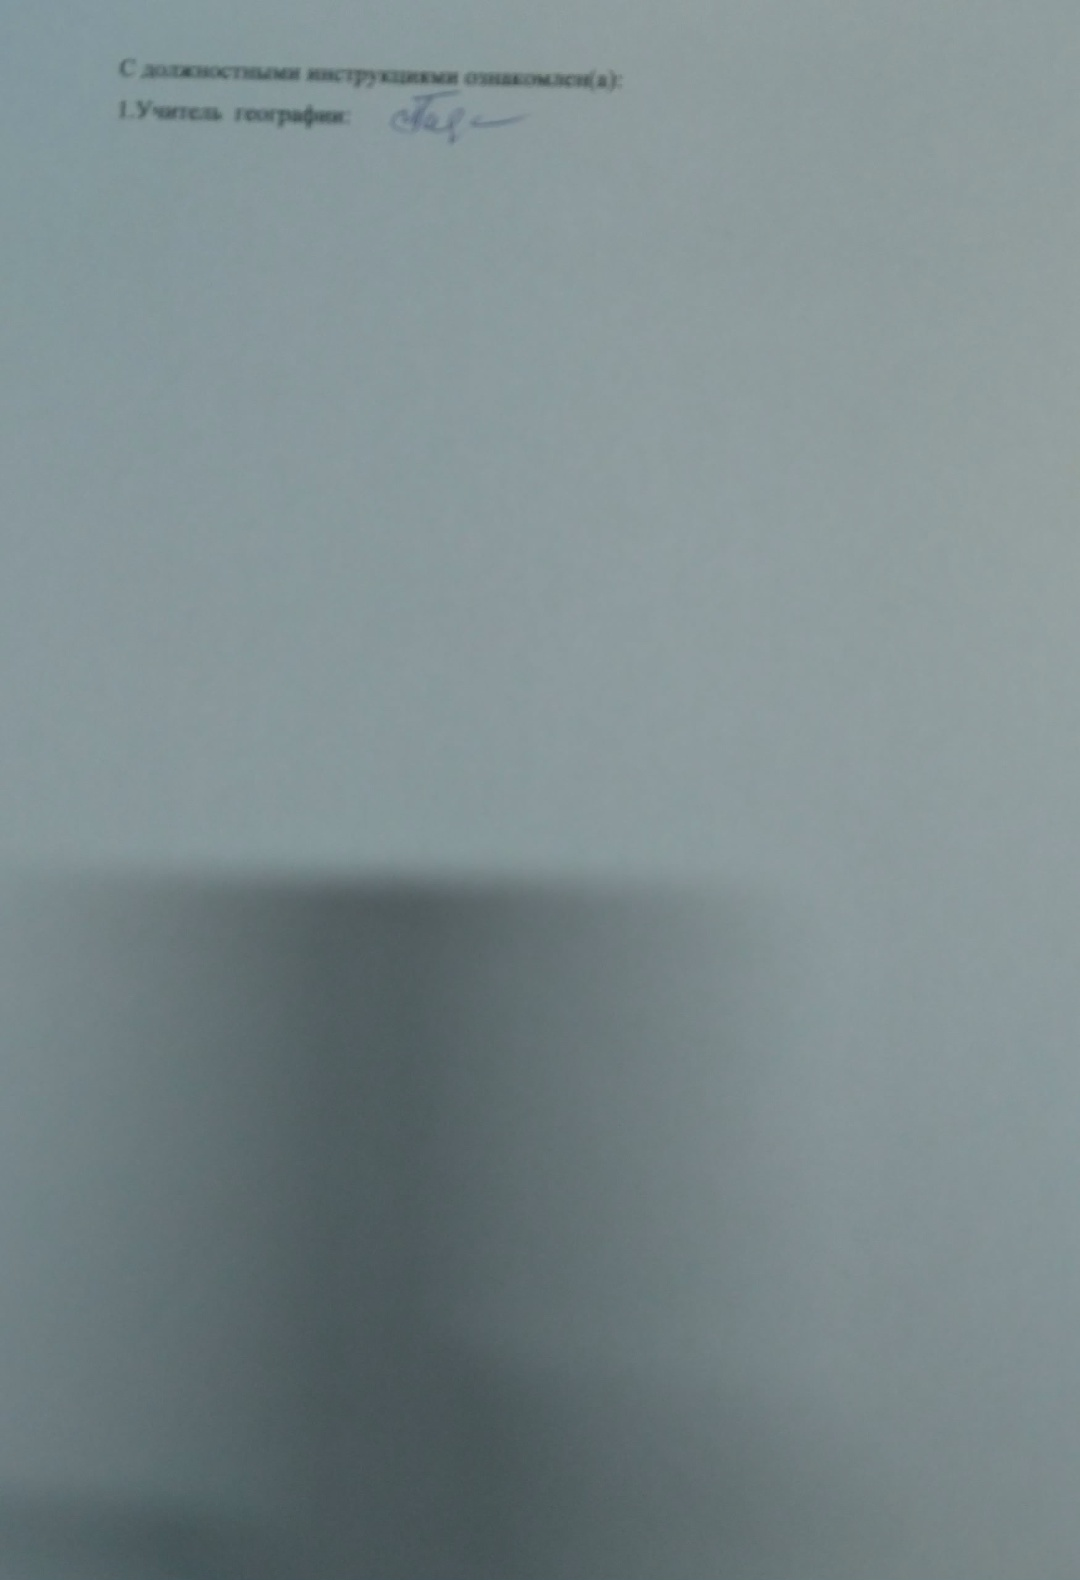 С должностными инструкциями ознакомлен(а):
1.Учитель географии: